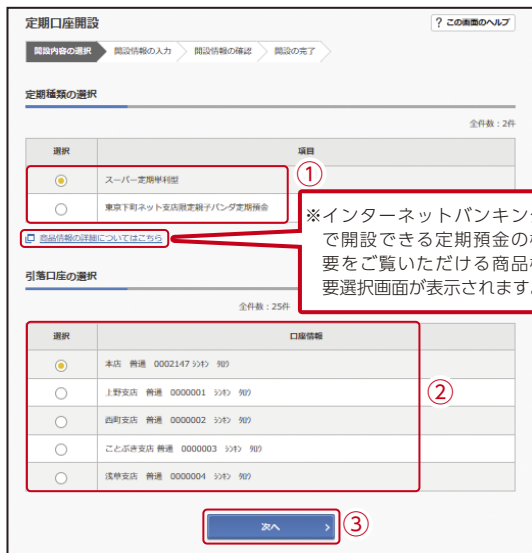 定期口座開設
? この画面のヘルプ
開設内容の選択 開設情報の入力 開設情報の確認 開設の完了
定期種類の選択
全件数：2件
選択 項目
スーパー定期単利型
①
東京下町ネット支店限定親子パンダ定期預金
商品情報の詳細についてはこちら
※インターネットバンキング
で開設できる定期預金の概
要をご覧いただける商品概
要選択画面が表示されます。
引落口座の選択
全件数：25件
選択 口座情報
本店 普通 0002147 ｼﾝｷﾝ ﾀﾛｳ
上野支店 普通 0000001 ｼﾝｷﾝ ﾀﾛｳ
②
西町支店 普通 0000002 ｼﾝｷﾝ ﾀﾛｳ
ことぶき支店 普通 0000003 ｼﾝｷﾝ ﾀﾛｳ
浅草支店 普通 0000004 ｼﾝｷﾝ ﾀﾛｳ
次へ
③